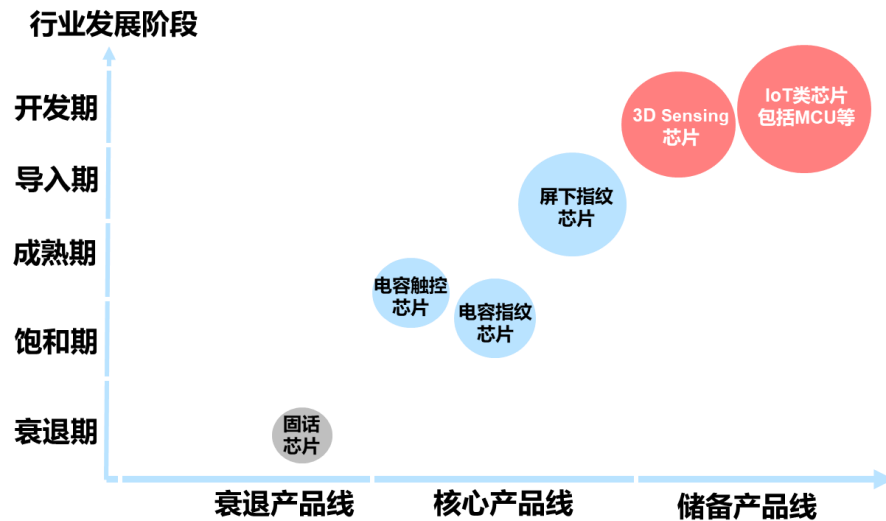 行业发展阶段
开发期
导入期
成熟期
饱和期
衰退期
IoT类芯片
包括MCU等
3D Sensing
芯片
屏下指纹
芯片
电容触控
芯片
电容指纹
芯片
固话
芯片
衰退产品线
核心产品线
储备产品线